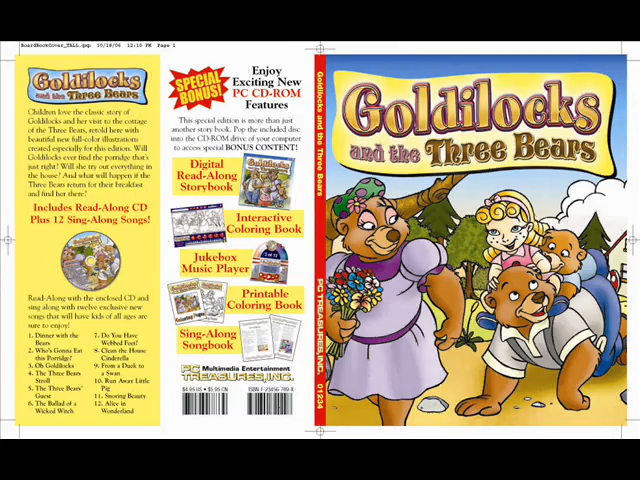 BoardBookCover_TALL.qxp 10/18/06 12:10 PM Page 1
Goldilocks
and the Three Bears
Children love the classic story of
Goldilocks and her visit to the cottage
of the Three Bears, retold here with
beautiful new full-color illustrations
created especially for this edition. Will
Goldilocks ever find the porridge that's
just right? Will she try out everything in
the house? And what will happen if the
Three Bears return for their breakfast
and find her there?
Includes Read-Along CD
Plus 12 Sing-Along Songs!
Read-Along with the enclosed CD and
sing along with twelve exclusive new
songs that will have kids of all ages are
sure to enjoy!
1. Dinner with the
Bears
2. Who's Gonna Eat
this Porridge?
3. Oh Goldilocks
4. The Three Bears
Stroll
5. The Three Bears'
Guest
6. The Ballad of a
Wicked Witch
7. Do You Have
Webbed Feet?
8. Clean the House
Cinderella
9. From a Duck to
a Swan
10. Run Away Little
Pig
11. Snoring Beauty
12. Alice in
Wonderland
SPECIAL
BONUS!
Enjoy
Exciting New
PC CD-ROM
Features
This special edition is more than just
another story book. Pop the included disc
into the CD-ROM drive of your computer
to access special BONUS CONTENT!
Digital
Read-Along
Storybook
Interactive
Coloring Book
Jukebox
Music Player
Printable
Coloring Book
Sing-Along
Songbook
PC Multimedia Entertainment
TREASURES, INC.
$4.95 US • $5.95 CN
Goldilocks and the Three Bears
PC TREASURES, INC.
01234
Goldilocks
and the Three Bears